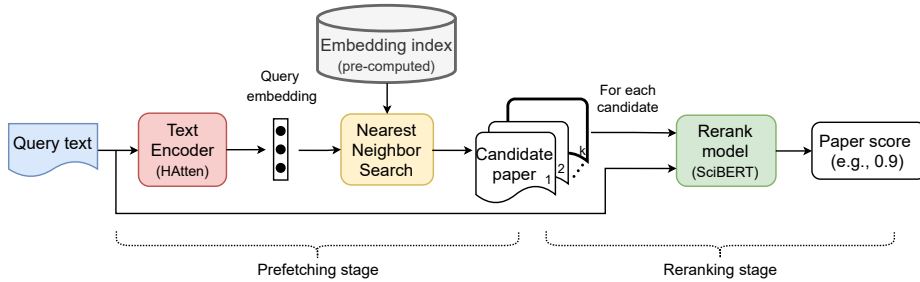 Embedding index
(pre-computed)
Query
embedding
For each
candidate
Query text
Text
Encoder
(HAtten)
Nearest
Neighbor
Search
Candidate
paper
1
2
k
Rerank
model
(SciBERT)
Paper score
(e.g., 0.9)
Prefetching stage
Reranking stage